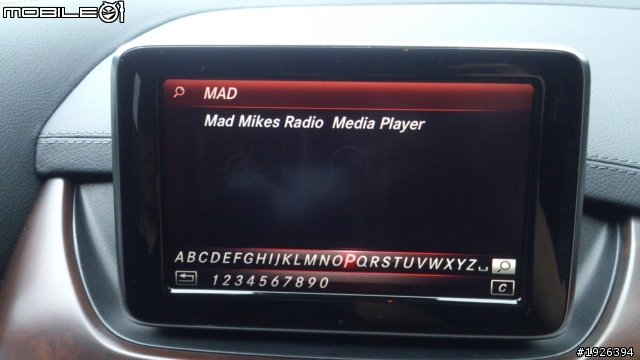 MOBILE01
MAD
Mad Mikes Radio Media Player
ABCDEFGHIJKLMNOPQRSTUVWXYZ
1234567890
C
#1926394